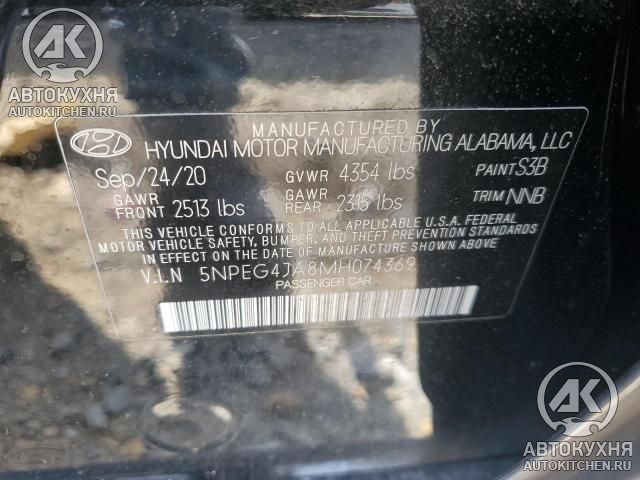 AK
АВТОКУХНЯ
AUTOKITCHEN.RU
MANUFACTURED BY
HYUNDAI MOTOR MANUFACTURING ALABAMA, LLC
Sep/24/20 GVWR 4354 lbs PAINT S3B
GAWR FRONT 2513 lbs GAWR REAR 2315 lbs TRIM NNB
THIS VEHICLE CONFORMS TO ALL APPLICABLE U.S.A. FEDERAL
MOTOR VEHICLE SAFETY, BUMPER, AND THEFT PREVENTION STANDARDS
IN EFFECT ON THE DATE OF MANUFACTURE SHOWN ABOVE.
V.I.N 5NPEG4JA8MH074369
PASSENGER CAR
AK
АВТОКУХНЯ
AUTOKITCHEN.RU